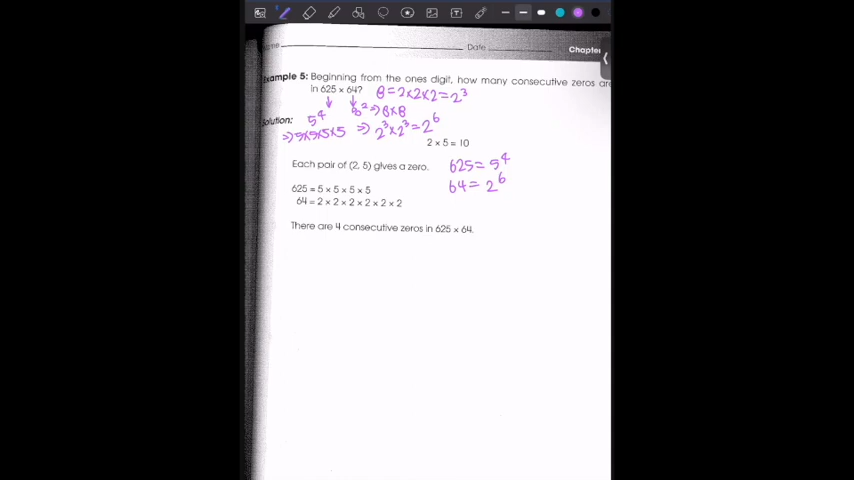 Date
Chapter
Example 5: Beginning from the ones digit, how many consecutive zeros are
in 625 × 64?
8 = 2×2×2 = 2³
5⁴
8² ⇒ 8×8
Solution:
⇒ 5×5×5×5
⇒ 2³×2³ = 2⁶
2 × 5 = 10
Each pair of (2, 5) gives a zero.
625 = 5⁴
64 = 2⁶
625 = 5 × 5 × 5 × 5
64 = 2 × 2 × 2 × 2 × 2 × 2
There are 4 consecutive zeros in 625 × 64.